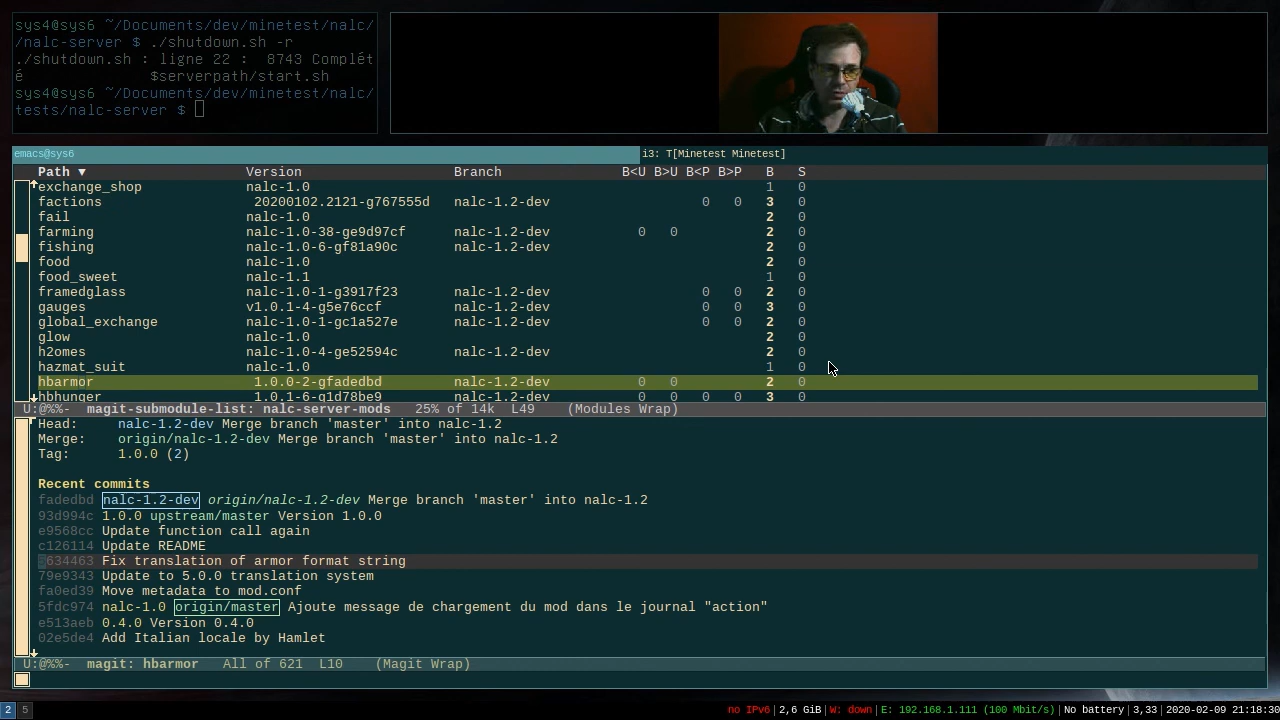 sys4@sys6 ~/Documents/dev/minetest/nalc/
/nalc-server $ ./shutdown.sh -r
./shutdown.sh : ligne 22 :  8743 Complét
é                $serverpath/start.sh
sys4@sys6 ~/Documents/dev/minetest/nalc/
tests/nalc-server $
emacs@sys6 i3: T[Minetest Minetest]
Path ▼ Version Branch B<U B>U B<P B>P B S
exchange_shop nalc-1.0 1 0
factions 20200102.2121-g767555d nalc-1.2-dev 0 0 3 0
fail nalc-1.0 2 0
farming nalc-1.0-38-ge9d97cf nalc-1.2-dev 0 0 2 0
fishing nalc-1.0-6-gf81a90c nalc-1.2-dev 2 0
food nalc-1.0 2 0
food_sweet nalc-1.1 1 0
framedglass nalc-1.0-1-g3917f23 nalc-1.2-dev 0 0 2 0
gauges v1.0.1-4-g5e76ccf nalc-1.2-dev 0 0 3 0
global_exchange nalc-1.0-1-gc1a527e nalc-1.2-dev 0 0 2 0
glow nalc-1.0 2 0
h2omes nalc-1.0-4-ge52594c nalc-1.2-dev 2 0
hazmat_suit nalc-1.0 1 0
hbarmor 1.0.0-2-gfadedbd nalc-1.2-dev 0 0 2 0
hbhunger 1.0.1-6-g1d78be9 nalc-1.2-dev 0 0 0 0 3 0
U:@%%-  magit-submodule-list: nalc-server-mods   25% of 14k  L49    (Modules Wrap)
Head:     nalc-1.2-dev Merge branch 'master' into nalc-1.2
Merge:    origin/nalc-1.2-dev Merge branch 'master' into nalc-1.2
Tag:      1.0.0 (2)
Recent commits
fadedbd nalc-1.2-dev origin/nalc-1.2-dev Merge branch 'master' into nalc-1.2
93d994c 1.0.0 upstream/master Version 1.0.0
e9568cc Update function call again
c126114 Update README
634463 Fix translation of armor format string
79e9343 Update to 5.0.0 translation system
fa0ed39 Move metadata to mod.conf
5fdc974 nalc-1.0 origin/master Ajoute message de chargement du mod dans le journal "action"
e513aeb 0.4.0 Version 0.4.0
02e5de4 Add Italian locale by Hamlet
U:@%%-  magit: hbarmor   All of 621  L10    (Magit Wrap)
2 5 no IPv6|2,6 GiB|W: down|E: 192.168.1.111 (100 Mbit/s)|No battery|3,33|2020-02-09 21:18:30